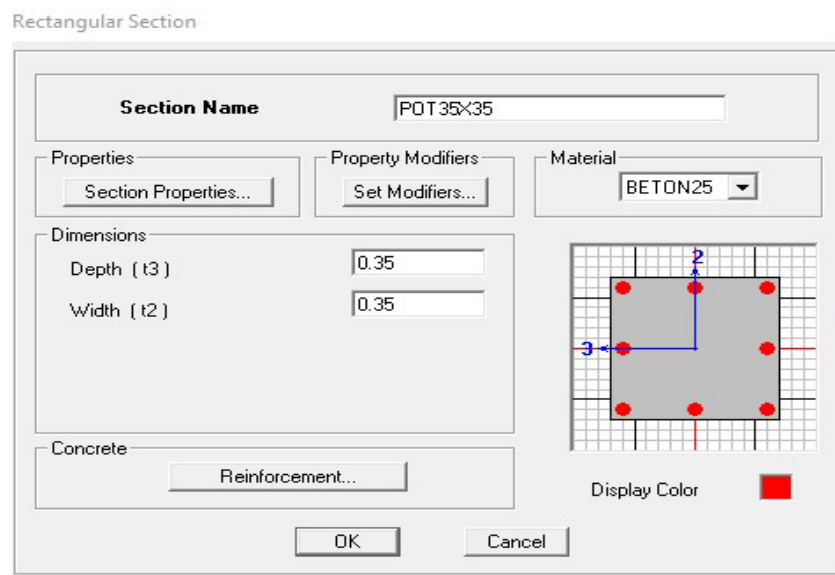 Rectangular Section
Section Name POT35X35
Properties Property Modifiers Material
Section Properties... Set Modifiers... BETON25
Dimensions
Depth ( t3 ) 0.35
Width ( t2 ) 0.35
2
3
Concrete
Reinforcement...
Display Color
OK Cancel